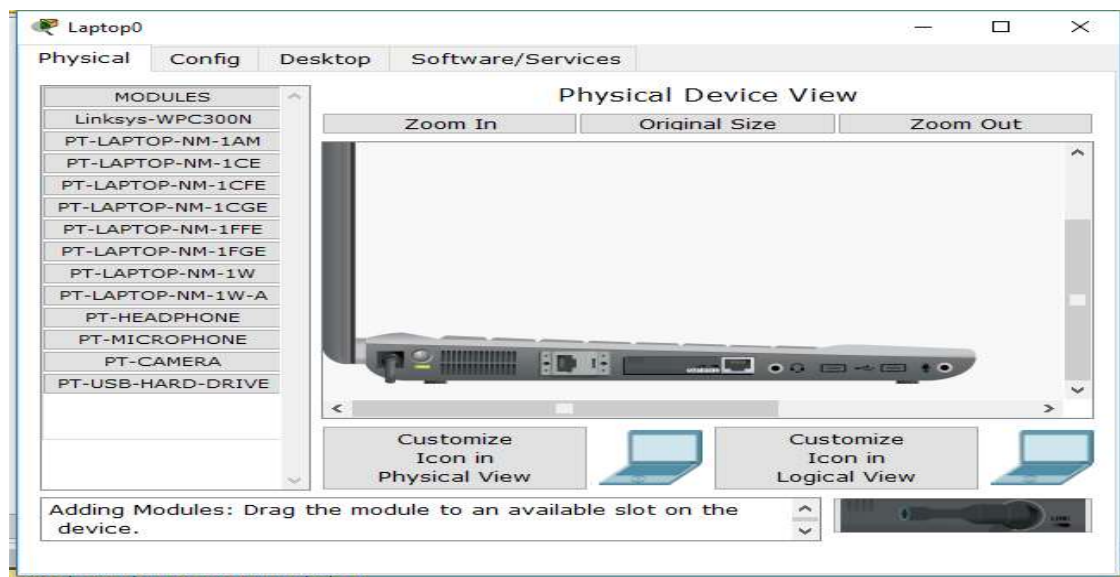 Laptop0
Physical Config Desktop Software/Services
MODULES
Linksys-WPC300N
PT-LAPTOP-NM-1AM
PT-LAPTOP-NM-1CE
PT-LAPTOP-NM-1CFE
PT-LAPTOP-NM-1CGE
PT-LAPTOP-NM-1FFE
PT-LAPTOP-NM-1FGE
PT-LAPTOP-NM-1W
PT-LAPTOP-NM-1W-A
PT-HEADPHONE
PT-MICROPHONE
PT-CAMERA
PT-USB-HARD-DRIVE
Physical Device View
Zoom In Original Size Zoom Out
Customize
Icon in
Physical View
Customize
Icon in
Logical View
Adding Modules: Drag the module to an available slot on the
device.